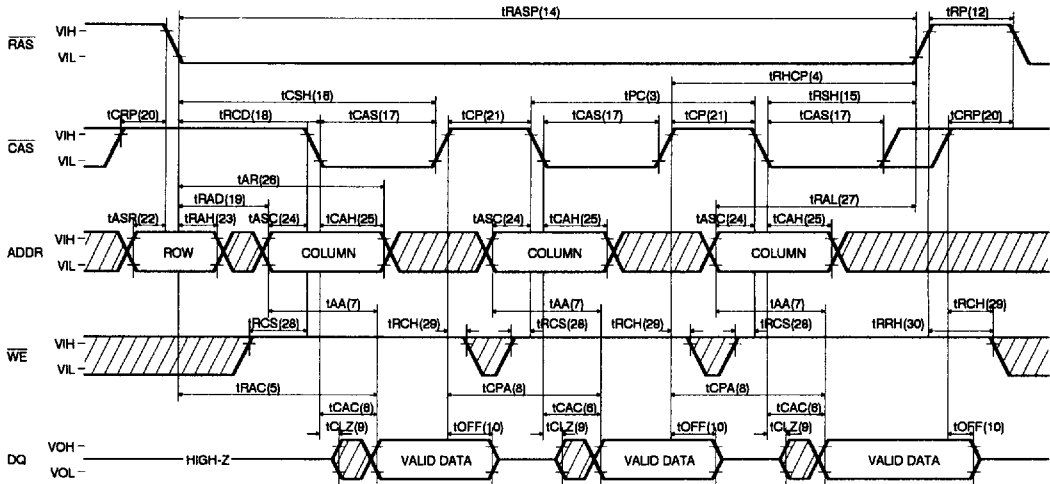 tRASP(14) tRP(12)
RAS VIH
VIL
tRHCP(4)
tCSH(16) tPC(3) tRSH(15)
tCRP(20) tRCD(18) tCAS(17) tCP(21) tCAS(17) tCP(21) tCAS(17) tCRP(20)
CAS VIH
VIL
tAR(26)
tRAD(19) tRAL(27)
tASR(22) tRAH(23) tASC(24) tCAH(25) tASC(24) tCAH(25) tASC(24) tCAH(25)
ADDR VIH
ROW COLUMN COLUMN COLUMN
VIL
tAA(7) tAA(7) tAA(7)
tRCS(28) tRCH(29) tRCS(28) tRCH(29) tRCS(28) tRRH(30) tRCH(29)
WE VIH
VIL
tRAC(5) tCPA(8) tCPA(8)
tCAC(6) tCAC(6) tCAC(6)
tCLZ(9) tOFF(10) tCLZ(9) tOFF(10) tCLZ(9) tOFF(10)
DQ VOH
HIGH-Z VALID DATA VALID DATA VALID DATA
VOL